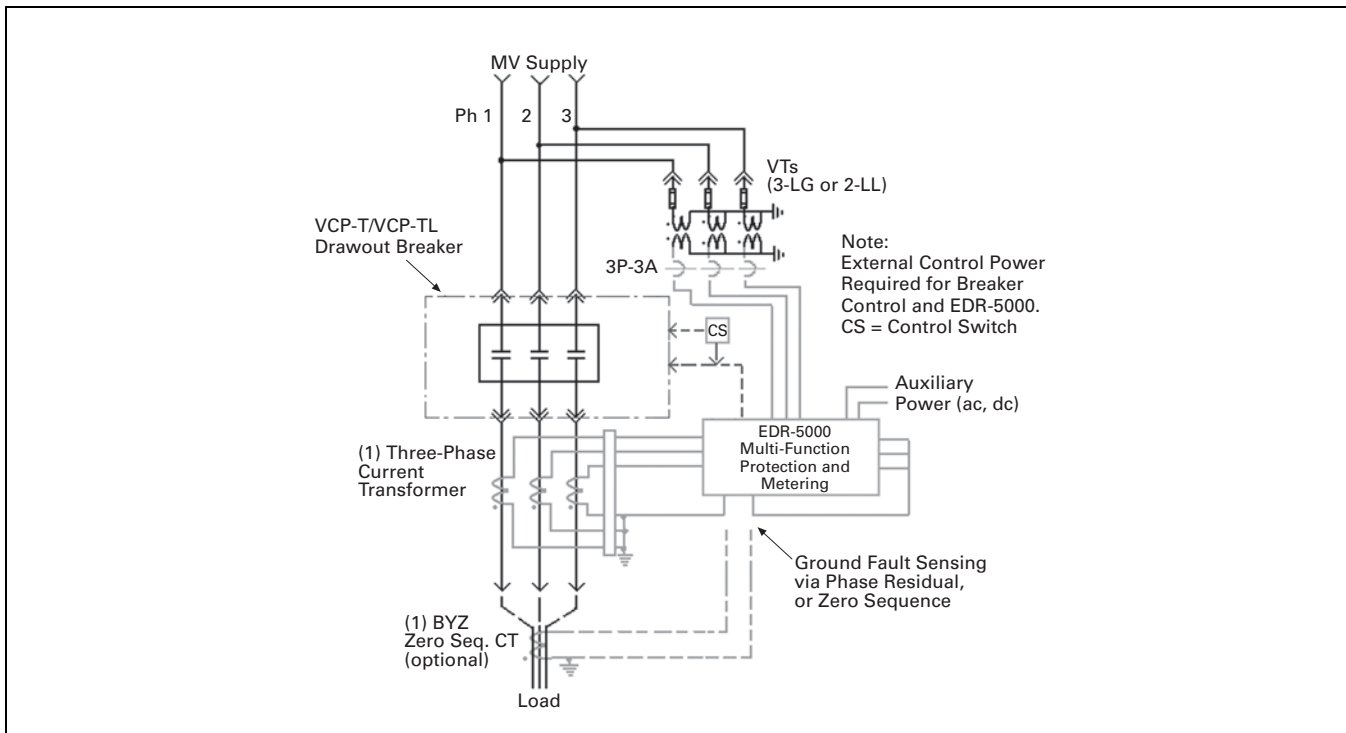 MV Supply
Ph 1
2
3
VTs
(3-LG or 2-LL)
VCP-T/VCP-TL
Drawout Breaker
3P-3A
Note:
External Control Power
Required for Breaker
Control and EDR-5000.
CS = Control Switch
CS
Auxiliary
Power (ac, dc)
EDR-5000
Multi-Function
Protection and
Metering
(1) Three-Phase
Current
Transformer
Ground Fault Sensing
via Phase Residual,
or Zero Sequence
(1) BYZ
Zero Seq. CT
(optional)
Load